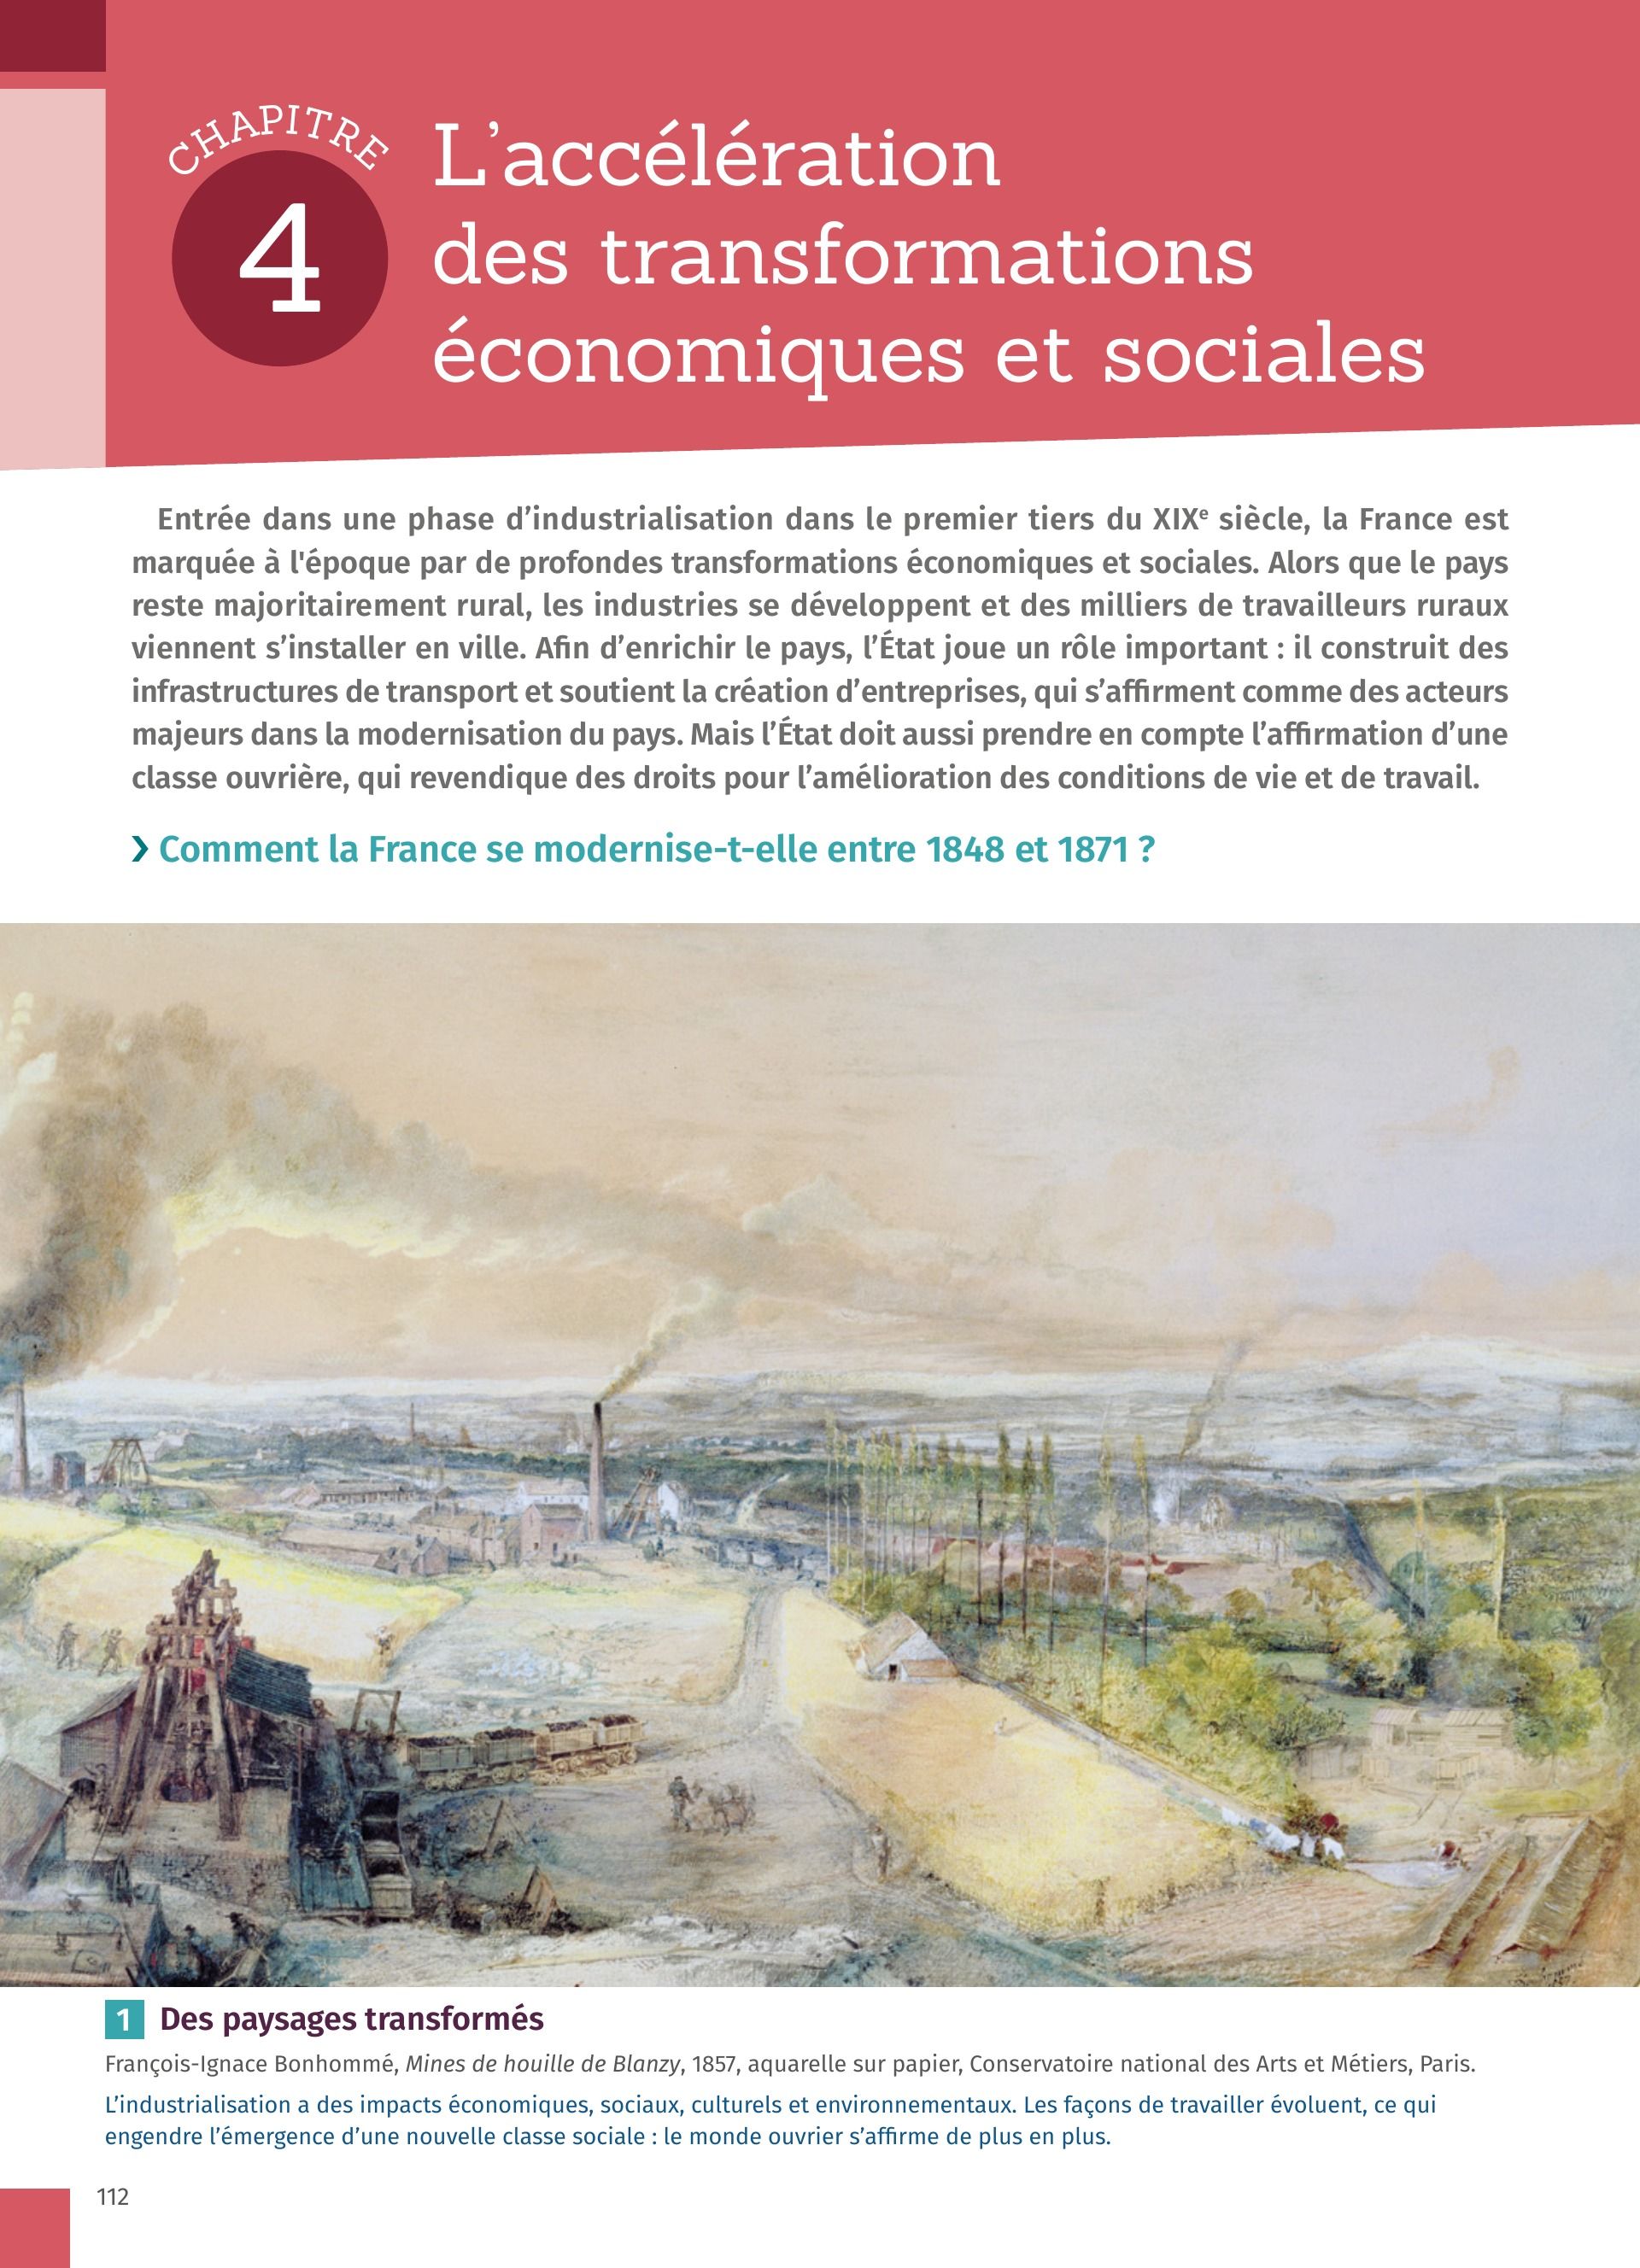 CHAPITRE
4
L’accélération
des transformations
économiques et sociales
Entrée dans une phase d’industrialisation dans le premier tiers du XIXe siècle, la France est
marquée à l'époque par de profondes transformations économiques et sociales. Alors que le pays
reste majoritairement rural, les industries se développent et des milliers de travailleurs ruraux
viennent s’installer en ville. Afin d’enrichir le pays, l’État joue un rôle important : il construit des
infrastructures de transport et soutient la création d’entreprises, qui s’affirment comme des acteurs
majeurs dans la modernisation du pays. Mais l’État doit aussi prendre en compte l’affirmation d’une
classe ouvrière, qui revendique des droits pour l’amélioration des conditions de vie et de travail.
❯ Comment la France se modernise-t-elle entre 1848 et 1871 ?
1 Des paysages transformés
François-Ignace Bonhommé, Mines de houille de Blanzy, 1857, aquarelle sur papier, Conservatoire national des Arts et Métiers, Paris.
L’industrialisation a des impacts économiques, sociaux, culturels et environnementaux. Les façons de travailler évoluent, ce qui
engendre l’émergence d’une nouvelle classe sociale : le monde ouvrier s’affirme de plus en plus.
112